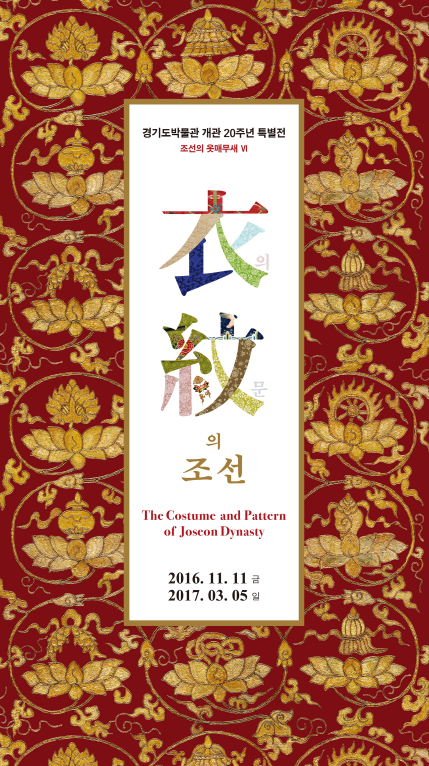 경기도박물관 개관 20주년 특별전
조선의 옷매무새 Ⅵ
衣 의
紋 문
의
조선
The Costume and Pattern
of Joseon Dynasty
2016. 11. 11 금
2017. 03. 05 일